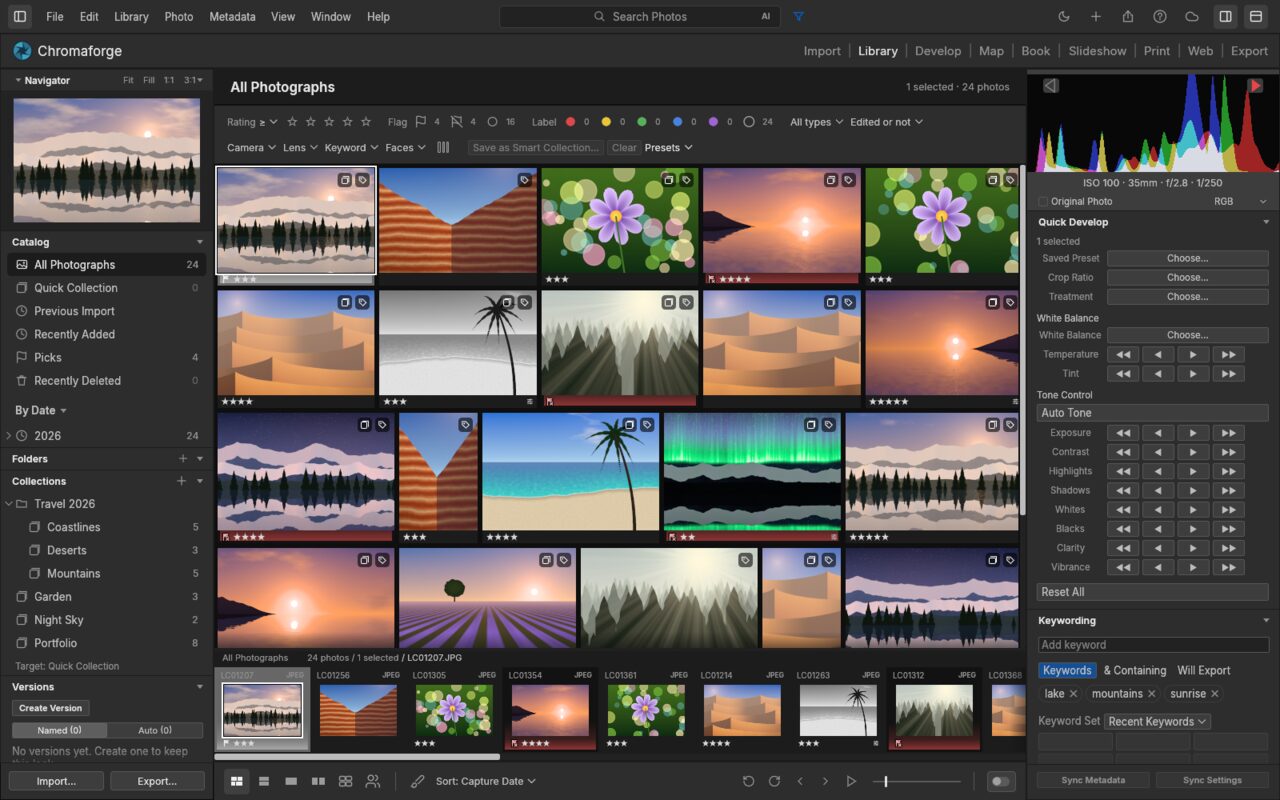 File Edit Library Photo Metadata View Window Help
Search Photos AI
Chromaforge
Import Library Develop Map Book Slideshow Print Web Export
Navigator Fit Fill 1:1 3:1
All Photographs
1 selected · 24 photos
Rating ≥ Flag 4 4 16 Label 0 0 0 0 0 24 All types Edited or not
Camera Lens Keyword Faces Save as Smart Collection... Clear Presets
Catalog
All Photographs 24
Quick Collection 0
Previous Import
Recently Added
Picks 4
Recently Deleted 0
By Date
2026 24
Folders
Collections
Travel 2026
Coastlines 5
Deserts 3
Mountains 5
Garden 3
Night Sky 2
Portfolio 8
Target: Quick Collection
Versions
Create Version
Named (0) Auto (0)
No versions yet. Create one to keep
Import... Export...
All Photographs 24 photos / 1 selected / LC01207.JPG
LC01207 JPEG LC01256 JPEG LC01305 JPEG LC01354 JPEG LC01361 JPEG LC01214 JPEG LC01263 JPEG LC01312 JPEG LC01368
Sort: Capture Date
ISO 100 · 35mm · f/2.8 · 1/250
Original Photo RGB
Quick Develop
1 selected
Saved Preset Choose...
Crop Ratio Choose...
Treatment Choose...
White Balance
White Balance Choose...
Temperature
Tint
Tone Control
Auto Tone
Exposure
Contrast
Highlights
Shadows
Whites
Blacks
Clarity
Vibrance
Reset All
Keywording
Add keyword
Keywords & Containing Will Export
lake mountains sunrise
Keyword Set Recent Keywords
Sync Metadata Sync Settings